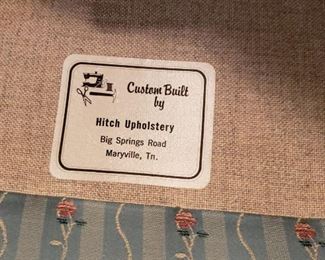 Custom Built
by
Hitch Upholstery
Big Springs Road
Maryville, Tn.